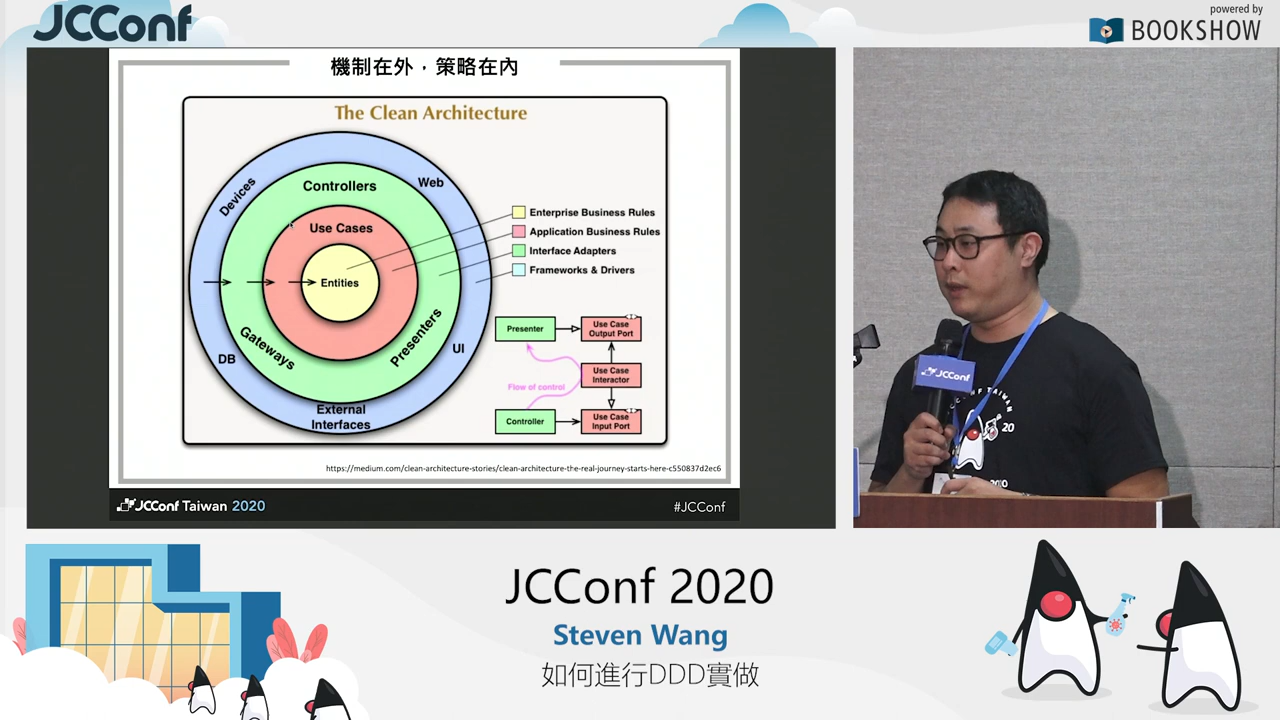 JCConf
powered by
BOOKSHOW
機制在外，策略在內
The Clean Architecture
Devices
Controllers
Web
Use Cases
Entities
Gateways
Presenters
DB
UI
External
Interfaces
Enterprise Business Rules
Application Business Rules
Interface Adapters
Frameworks & Drivers
Presenter
Use Case
Output Port
Use Case
Interactor
Flow of control
Controller
Use Case
Input Port
https://medium.com/clean-architecture-stories/clean-architecture-the-real-journey-starts-here-c550837d2ec6
JCConf Taiwan 2020
#JCConf
JCConf
TAIWAN
20
JCConf 2020
Steven Wang
如何進行DDD實做